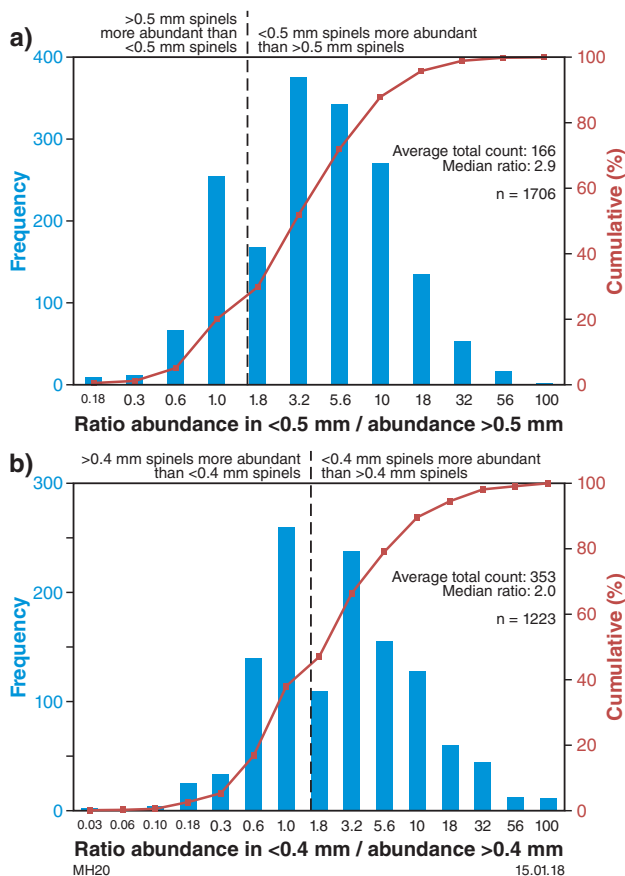 a)
>0.5 mm spinels
more abundant than
<0.5 mm spinels
<0.5 mm spinels more abundant
than >0.5 mm spinels
400
300
200
100
0
Frequency
100
80
60
40
20
0
Cumulative (%)
Average total count: 166
Median ratio: 2.9
n = 1706
0.18 0.3 0.6 1.0 1.8 3.2 5.6 10 18 32 56 100
Ratio abundance in <0.5 mm / abundance >0.5 mm
b)
>0.4 mm spinels more abundant
than <0.4 mm spinels
<0.4 mm spinels more abundant
than >0.4 mm spinels
300
200
100
0
Frequency
100
80
60
40
20
0
Cumulative (%)
Average total count: 353
Median ratio: 2.0
n = 1223
0.03 0.06 0.10 0.18 0.3 0.6 1.0 1.8 3.2 5.6 10 18 32 56 100
Ratio abundance in <0.4 mm / abundance >0.4 mm
MH20
15.01.18